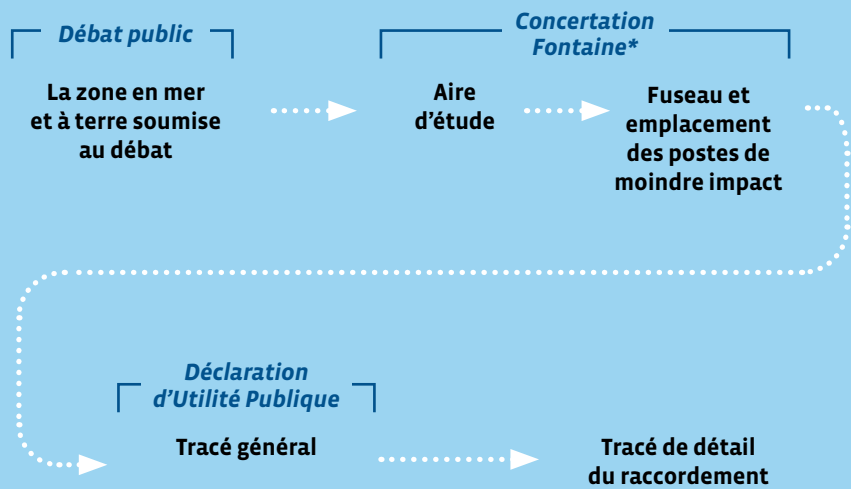 Débat public
La zone en mer
et à terre soumise
au débat
Concertation
Fontaine*
Aire
d’étude
Fuseau et
emplacement
des postes de
moindre impact
Déclaration
d’Utilité Publique
Tracé général
Tracé de détail
du raccordement